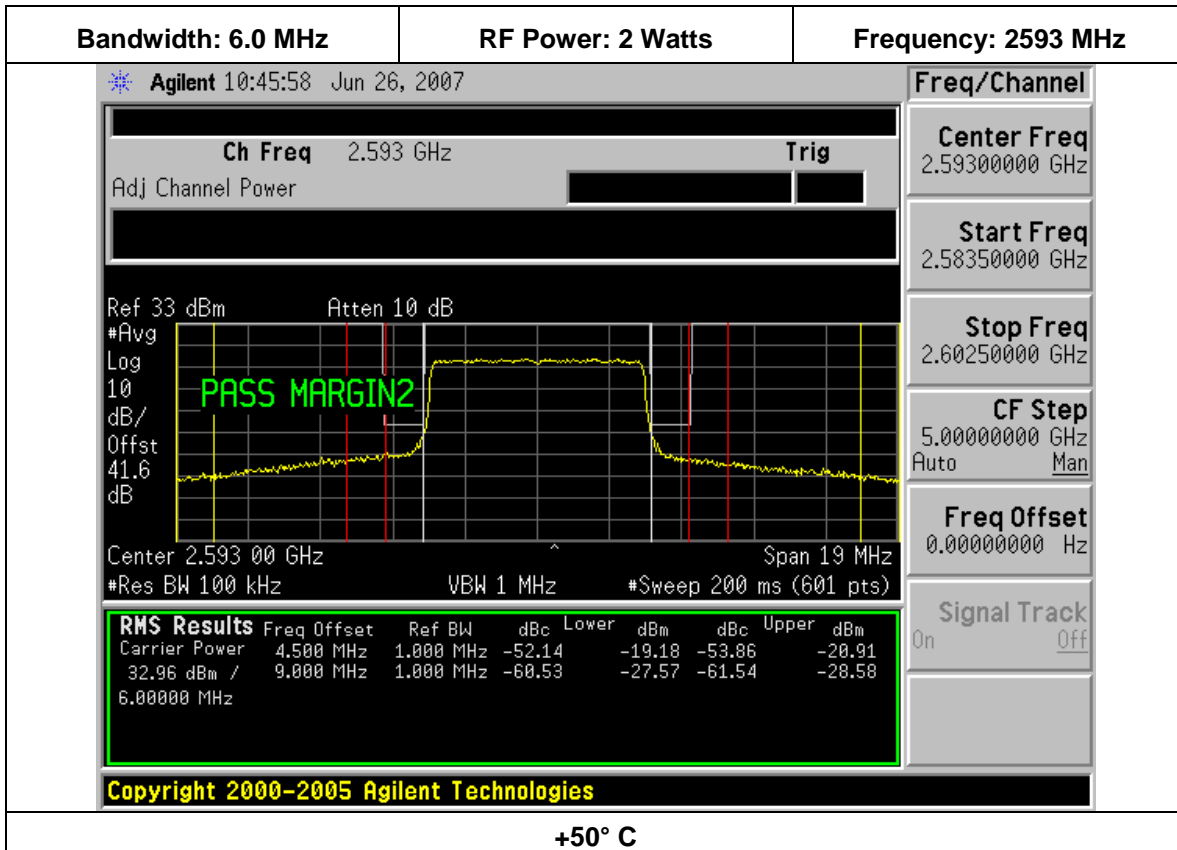 Bandwidth: 6.0 MHz RF Power: 2 Watts Frequency: 2593 MHz
Agilent 10:45:58 Jun 26, 2007
Freq/Channel
Ch Freq 2.593 GHz Trig
Adj Channel Power
Center Freq
2.59300000 GHz
Start Freq
2.58350000 GHz
Stop Freq
2.60250000 GHz
CF Step
5.00000000 GHz
Auto Man
Freq Offset
0.00000000 Hz
Signal Track
On Off
Ref 33 dBm Atten 10 dB
#Avg
Log
10
dB/
Offst
41.6
dB
PASS MARGIN2
Center 2.593 00 GHz ^ Span 19 MHz
#Res BW 100 kHz VBW 1 MHz #Sweep 200 ms (601 pts)
RMS Results Freq Offset Ref BW dBc Lower dBm dBc Upper dBm
Carrier Power 4.500 MHz 1.000 MHz -52.14 -19.18 -53.86 -20.91
32.96 dBm / 9.000 MHz 1.000 MHz -60.53 -27.57 -61.54 -28.58
6.00000 MHz
Copyright 2000-2005 Agilent Technologies
+50° C